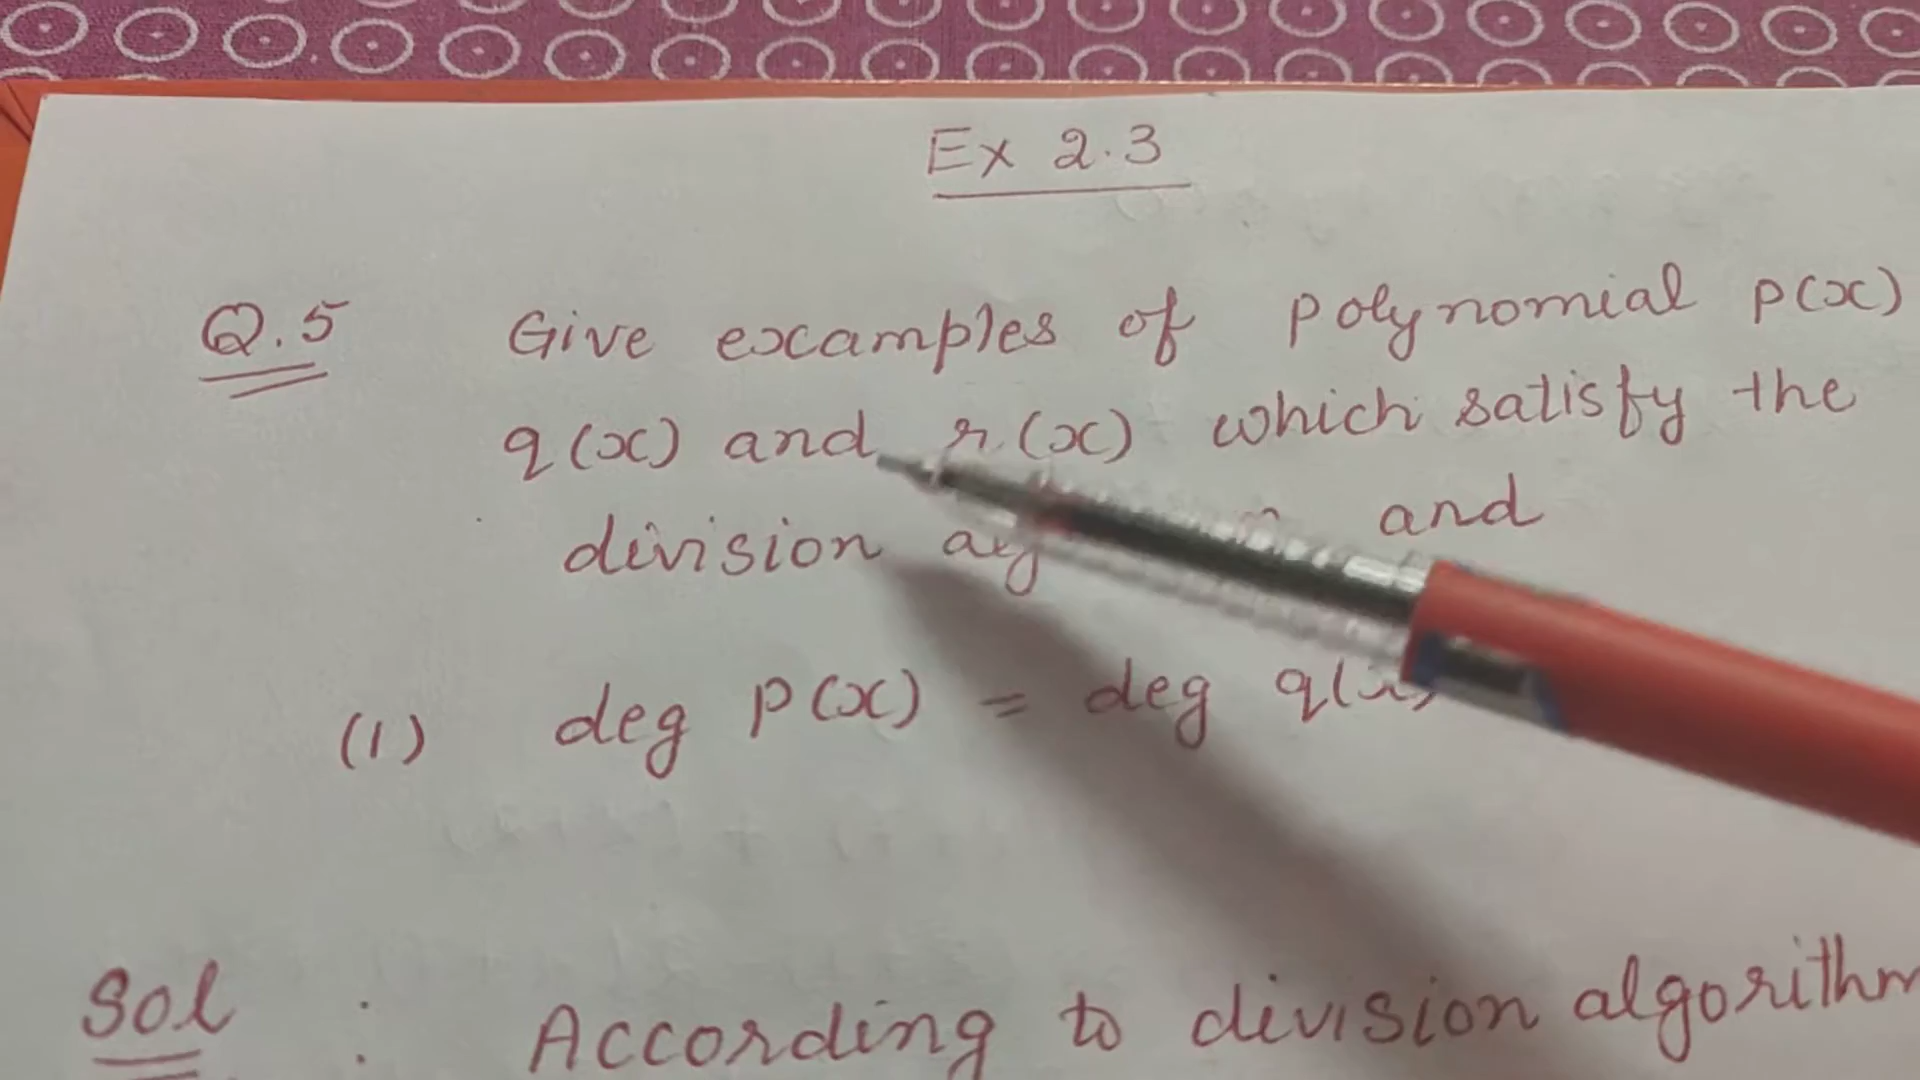 Ex 2.3
Q.5 Give examples of polynomial p(x)
q(x) and r(x) which satisfy the
division and
(1) deg p(x) = deg
Sol : According to division algorithm